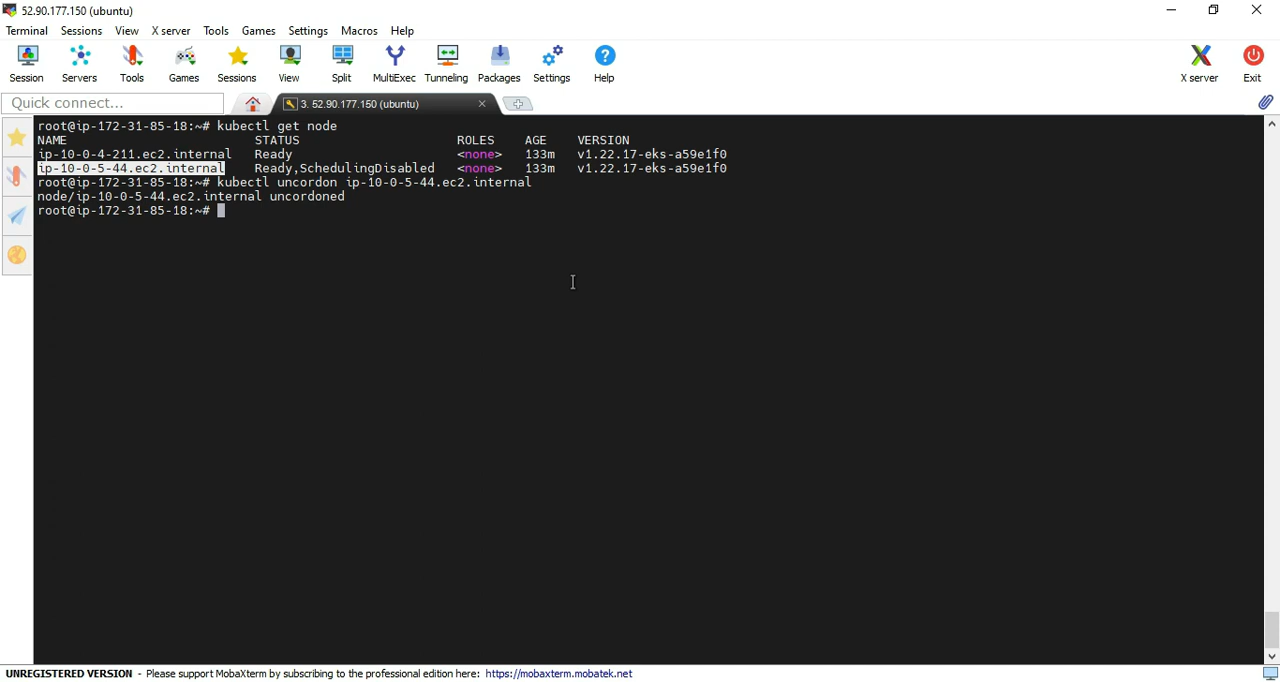 52.90.177.150 (ubuntu)
Terminal Sessions View X server Tools Games Settings Macros Help
Session Servers Tools Games Sessions View Split MultiExec Tunneling Packages Settings Help X server Exit
Quick connect... 3. 52.90.177.150 (ubuntu)
root@ip-172-31-85-18:~# kubectl get node
NAME STATUS ROLES AGE VERSION
ip-10-0-4-211.ec2.internal Ready <none> 133m v1.22.17-eks-a59e1f0
ip-10-0-5-44.ec2.internal Ready,SchedulingDisabled <none> 133m v1.22.17-eks-a59e1f0
root@ip-172-31-85-18:~# kubectl uncordon ip-10-0-5-44.ec2.internal
node/ip-10-0-5-44.ec2.internal uncordoned
root@ip-172-31-85-18:~#
UNREGISTERED VERSION - Please support MobaXterm by subscribing to the professional edition here: https://mobaxterm.mobatek.net